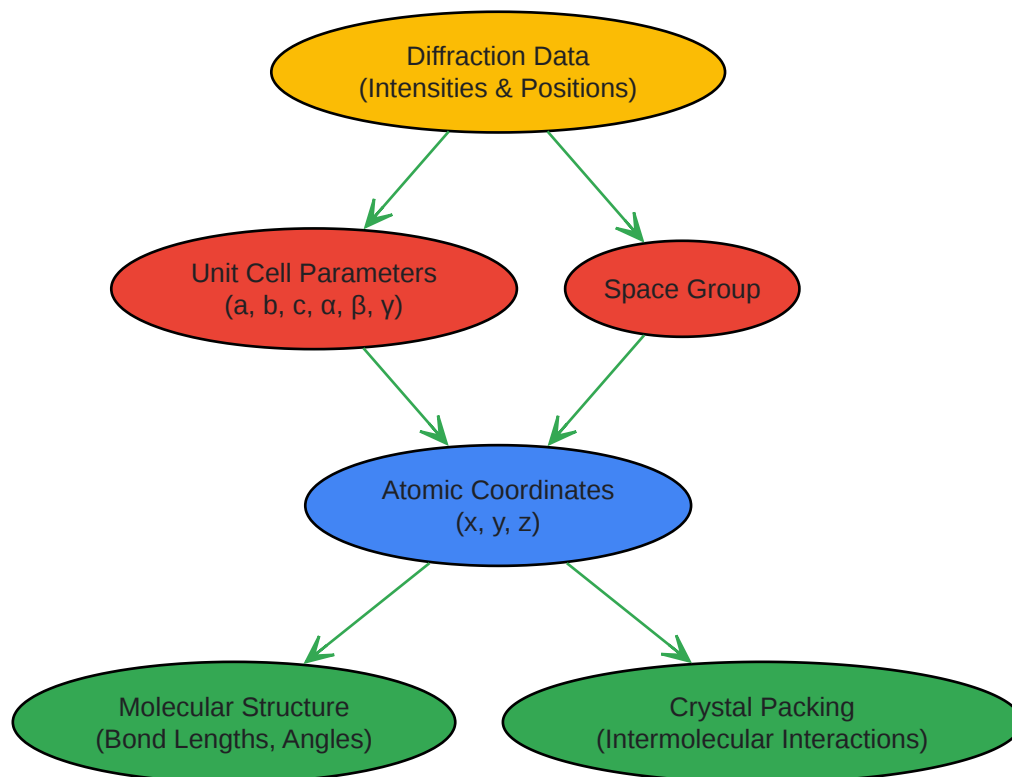 Diffraction Data
(Intensities & Positions)
Unit Cell Parameters
(a, b, c, α, β, γ)
Space Group
Atomic Coordinates
(x, y, z)
Molecular Structure
(Bond Lengths, Angles)
Crystal Packing
(Intermolecular Interactions)